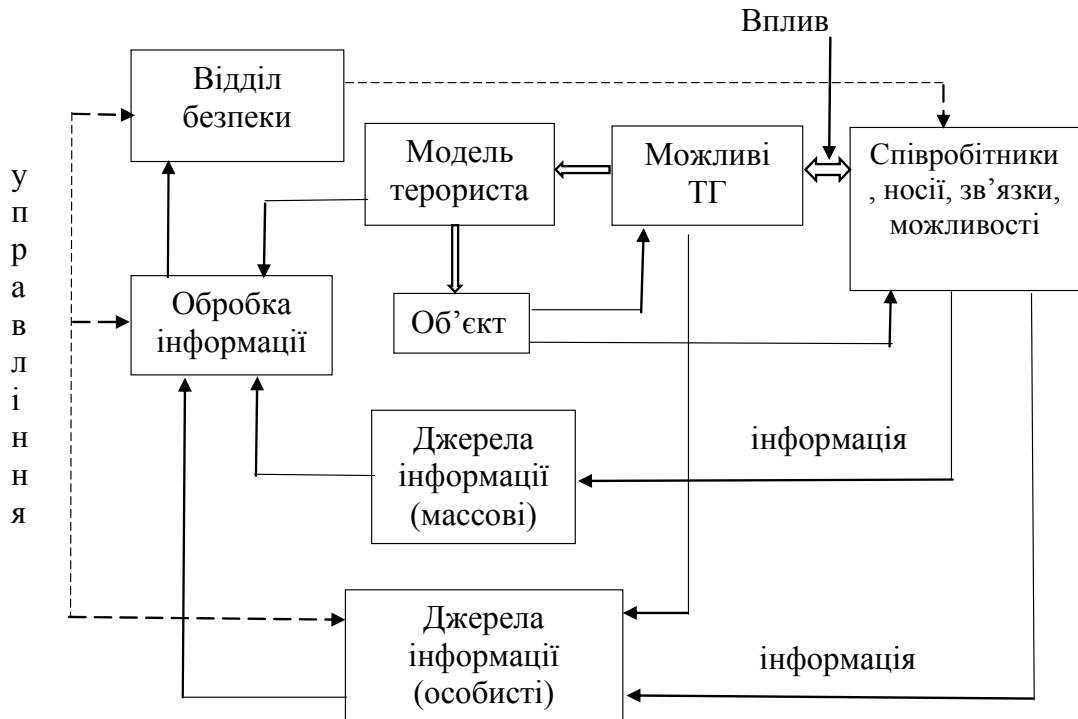 Вплив
Відділ
безпеки
Модель
терориста
Можливі
ТГ
Співробітники
, носії, зв’язки,
можливості
управління
Обробка
інформації
Об’єкт
Джерела
інформації
(массові)
інформація
Джерела
інформації
(особисті)
інформація